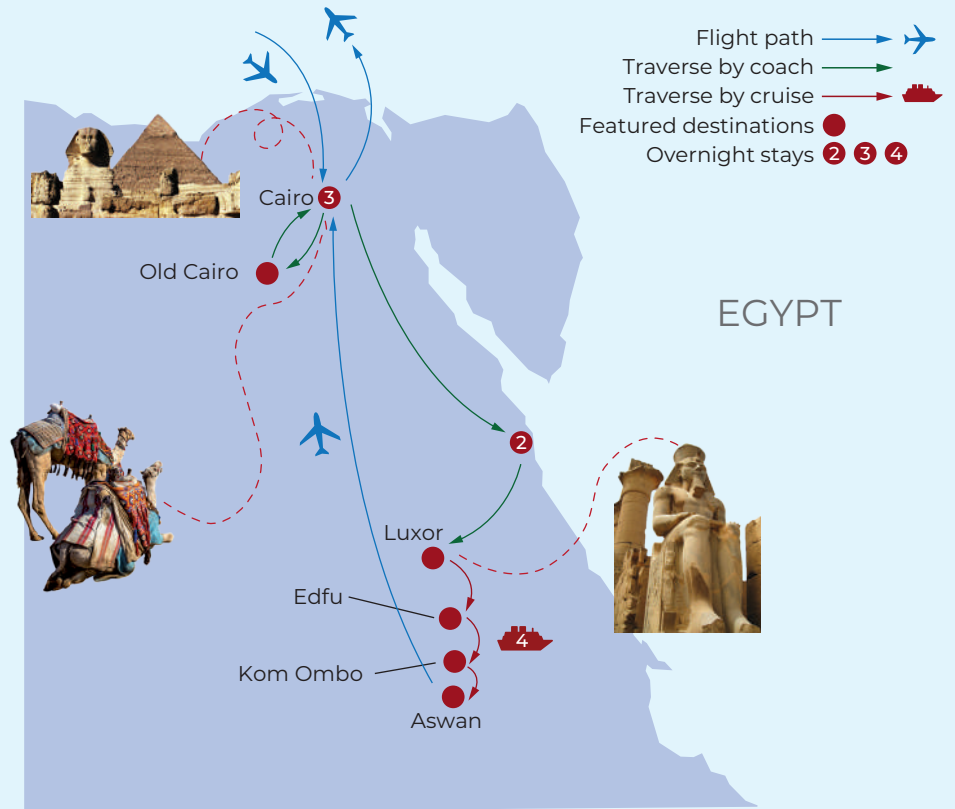 Flight path
Traverse by coach
Traverse by cruise
Featured destinations
Overnight stays 2 3 4
Cairo 3
Old Cairo
EGYPT
2
Luxor
Edfu
4
Kom Ombo
Aswan